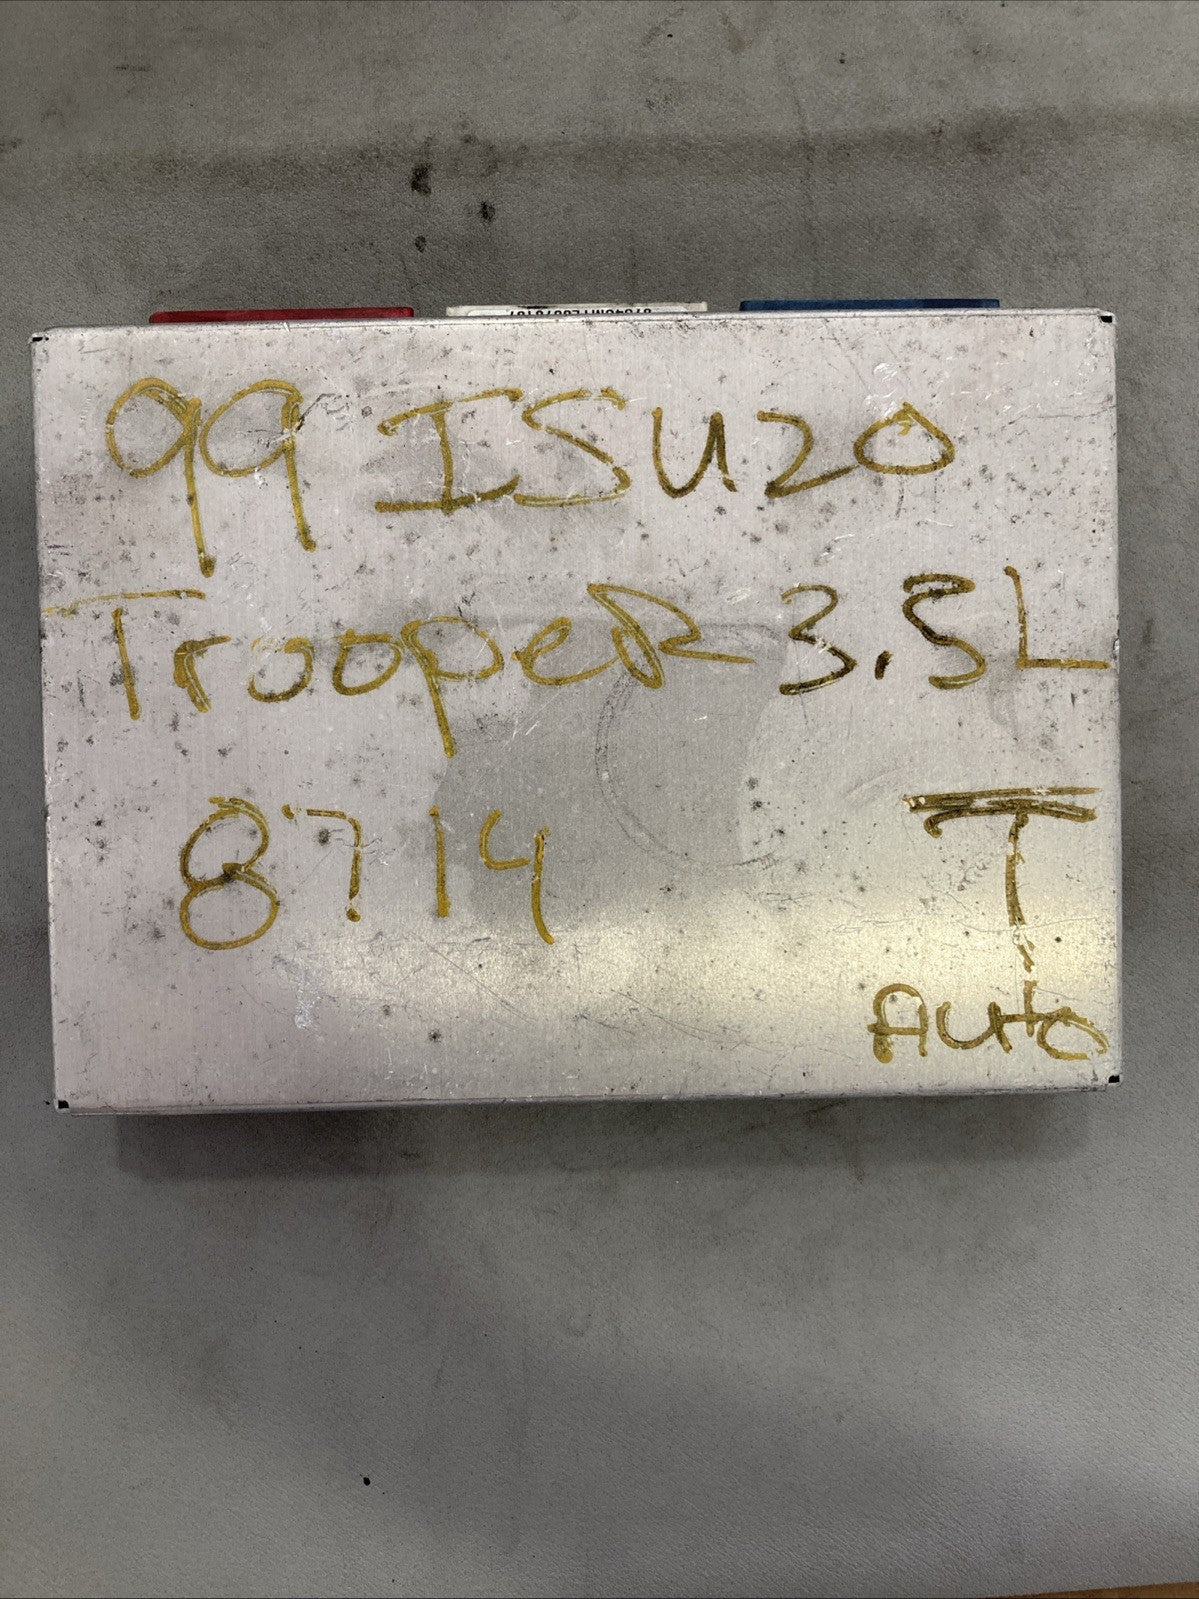 99 ISUZO
TroopeR 3.5L
8714 T
Auto